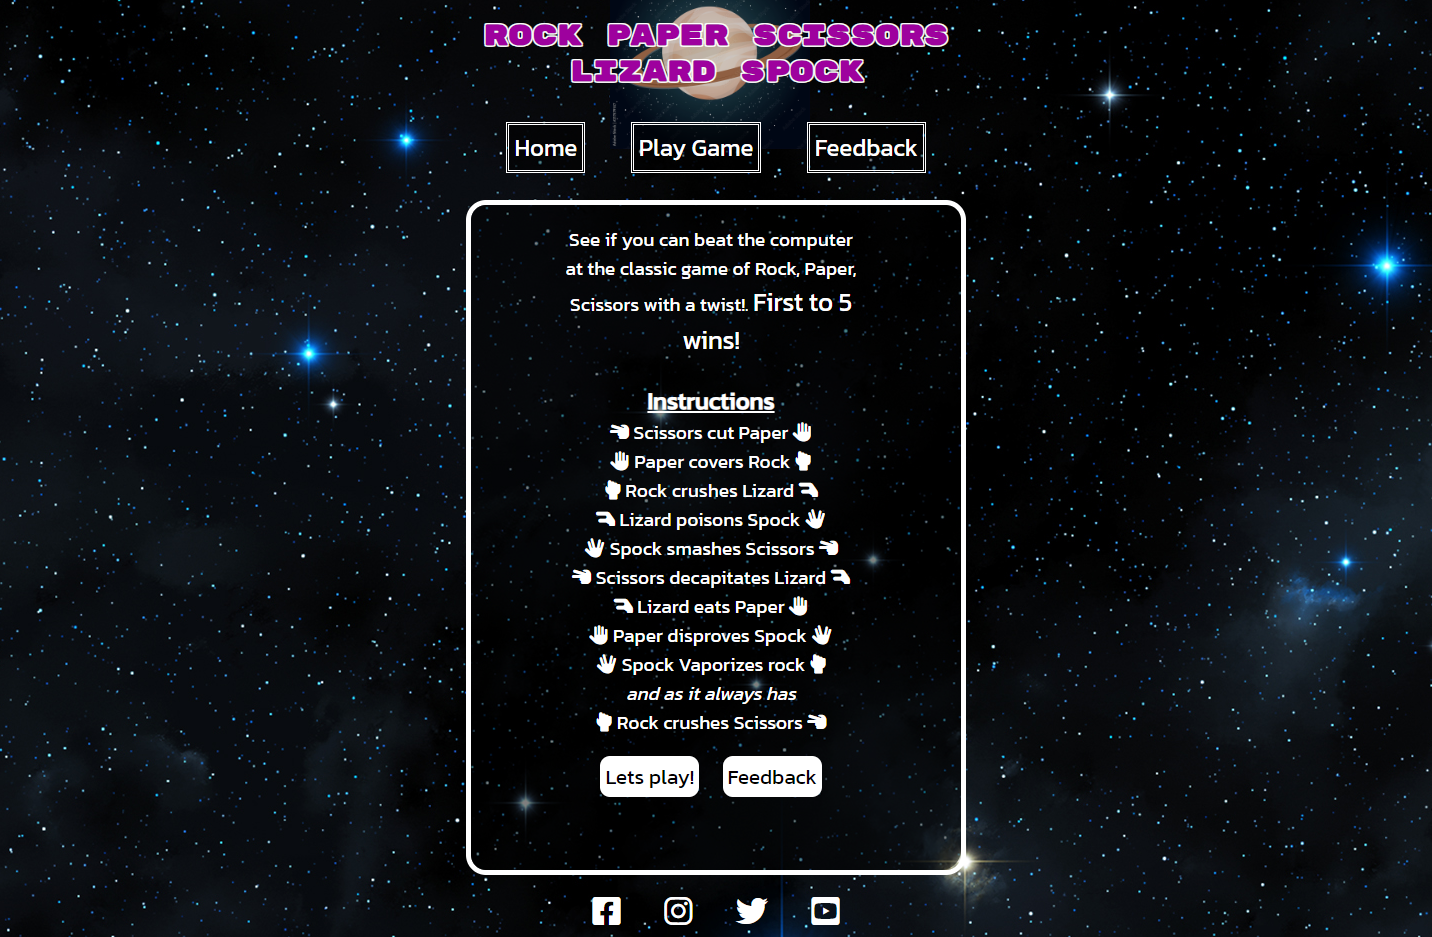 ROCK PAPER SCISSORS
LIZARD SPOCK
Home
Play Game
Feedback
See if you can beat the computer
at the classic game of Rock, Paper,
Scissors with a twist!. First to 5
wins!
Instructions
Scissors cut Paper
Paper covers Rock
Rock crushes Lizard
Lizard poisons Spock
Spock smashes Scissors
Scissors decapitates Lizard
Lizard eats Paper
Paper disproves Spock
Spock Vaporizes rock
and as it always has
Rock crushes Scissors
Lets play!
Feedback